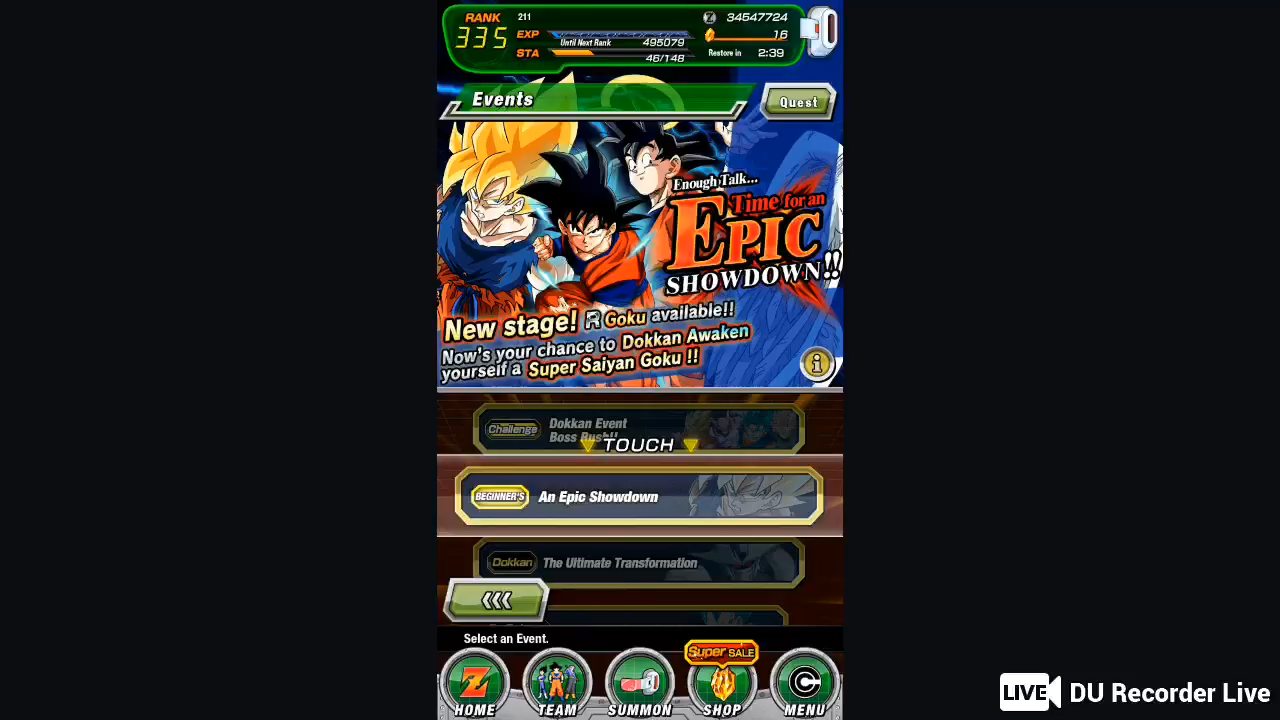 RANK
335
211
EXP
Until Next Rank 495079
STA
46/148
34547724
16
Restore in 2:39
Events
Quest
Enough Talk...
Time for an
EPIC
SHOWDOWN!!
New stage! R Goku available!!
Now's your chance to Dokkan Awaken
yourself a Super Saiyan Goku !!
Challenge
Dokkan Event
Boss Rush!!
TOUCH
BEGINNER'S An Epic Showdown
Dokkan The Ultimate Transformation
Select an Event.
Super SALE
HOME
TEAM
SUMMON
SHOP
MENU
LIVE DU Recorder Live